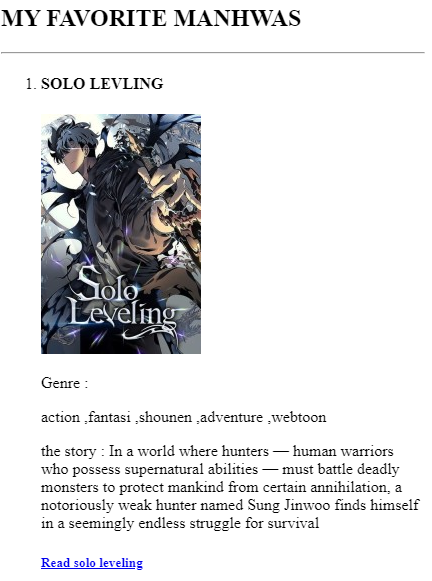 MY FAVORITE MANHWAS
1. SOLO LEVLING
Solo
Leveling
Genre :
action ,fantasi ,shounen ,adventure ,webtoon
the story : In a world where hunters — human warriors
who possess supernatural abilities — must battle deadly
monsters to protect mankind from certain annihilation, a
notoriously weak hunter named Sung Jinwoo finds himself
in a seemingly endless struggle for survival
Read solo leveling